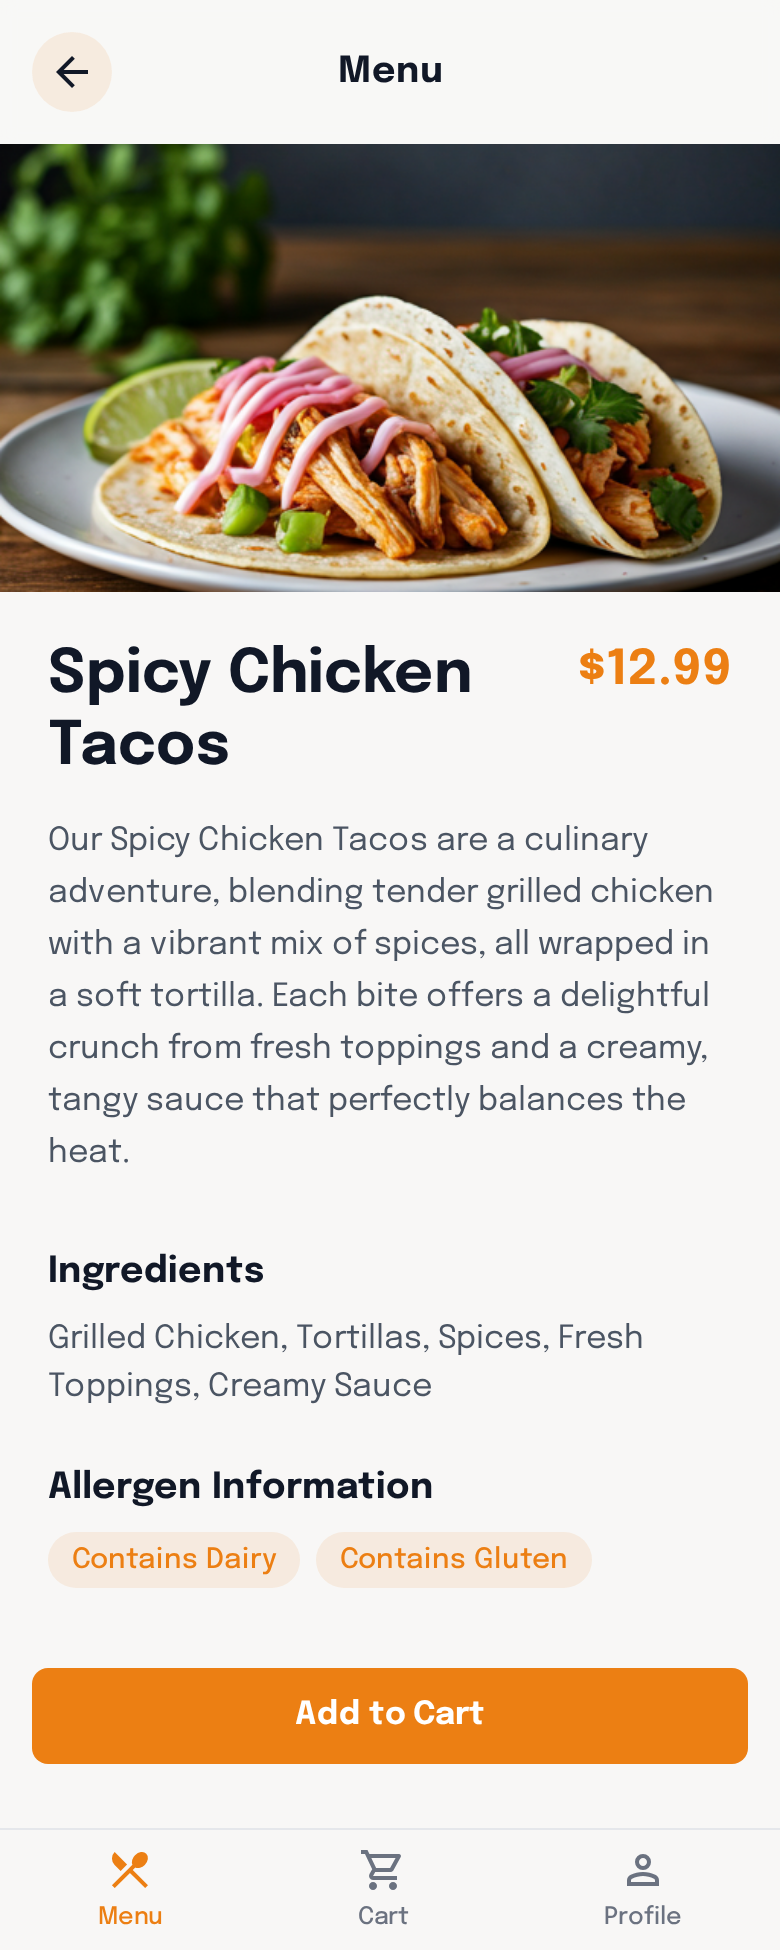 Menu
Spicy Chicken
Tacos
$12.99
Our Spicy Chicken Tacos are a culinary
adventure, blending tender grilled chicken
with a vibrant mix of spices, all wrapped in
a soft tortilla. Each bite offers a delightful
crunch from fresh toppings and a creamy,
tangy sauce that perfectly balances the
heat.
Ingredients
Grilled Chicken, Tortillas, Spices, Fresh
Toppings, Creamy Sauce
Allergen Information
Contains Dairy
Contains Gluten
Add to Cart
Menu
Cart
Profile